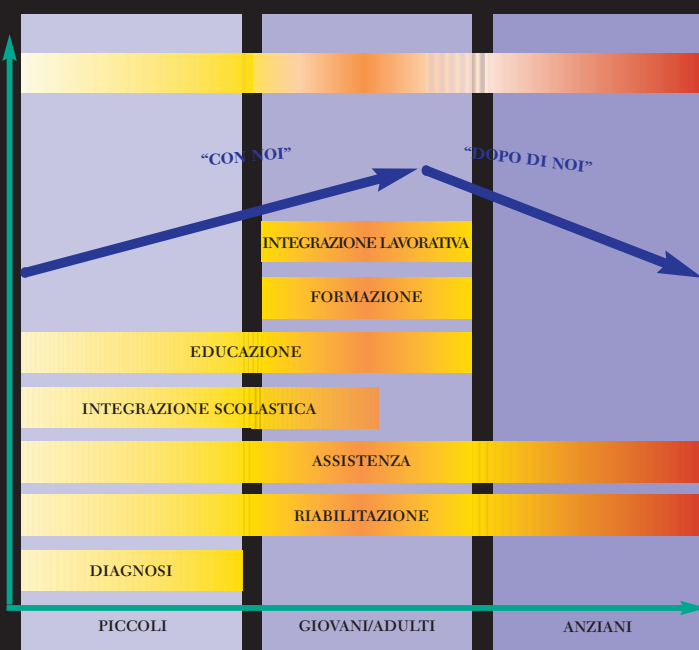 “CON NOI”
“DOPO DI NOI”
INTEGRAZIONE LAVORATIVA
FORMAZIONE
EDUCAZIONE
INTEGRAZIONE SCOLASTICA
ASSISTENZA
RIABILITAZIONE
DIAGNOSI
PICCOLI GIOVANI/ADULTI ANZIANI